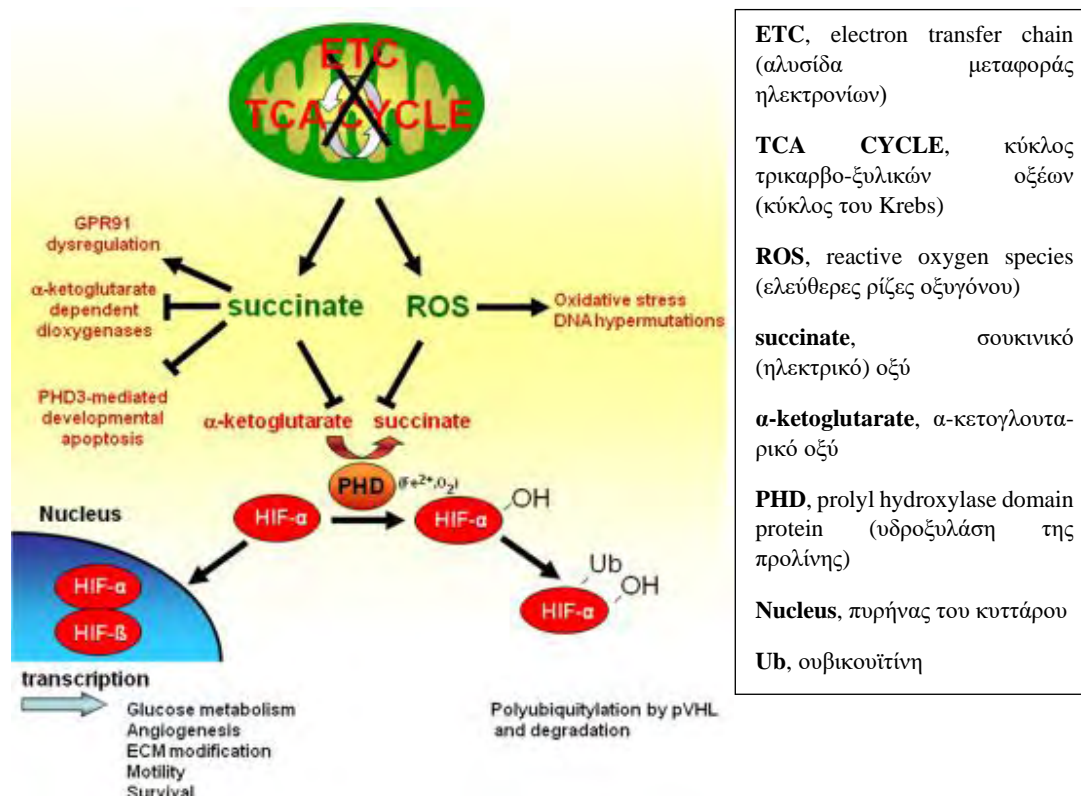 ETC
TCA CYCLE
GPR91
dysregulation
α-ketoglutarate
dependent
dioxygenases
PHD3-mediated
developmental
apoptosis
succinate
ROS
Oxidative stress
DNA hypermutations
α-ketoglutarate
succinate
PHD
(Fe²⁺,O₂)
HIF-α
HIF-α
OH
Ub
OH
HIF-α
Nucleus
HIF-α
HIF-ß
transcription
Glucose metabolism
Angiogenesis
ECM modification
Motility
Survival
Polyubiquitylation by pVHL
and degradation
ETC, electron transfer chain
(αλυσίδα μεταφοράς
ηλεκτρονίων)
TCA CYCLE, κύκλος
τρικαρβο-ξυλικών οξέων
(κύκλος του Krebs)
ROS, reactive oxygen species
(ελεύθερες ρίζες οξυγόνου)
succinate, σουκινικό
(ηλεκτρικό) οξύ
α-ketoglutarate, α-κετογλουτα-
ρικό οξύ
PHD, prolyl hydroxylase domain
protein (υδροξυλάση της
προλίνης)
Nucleus, πυρήνας του κυττάρου
Ub, ουβικουϊτίνη